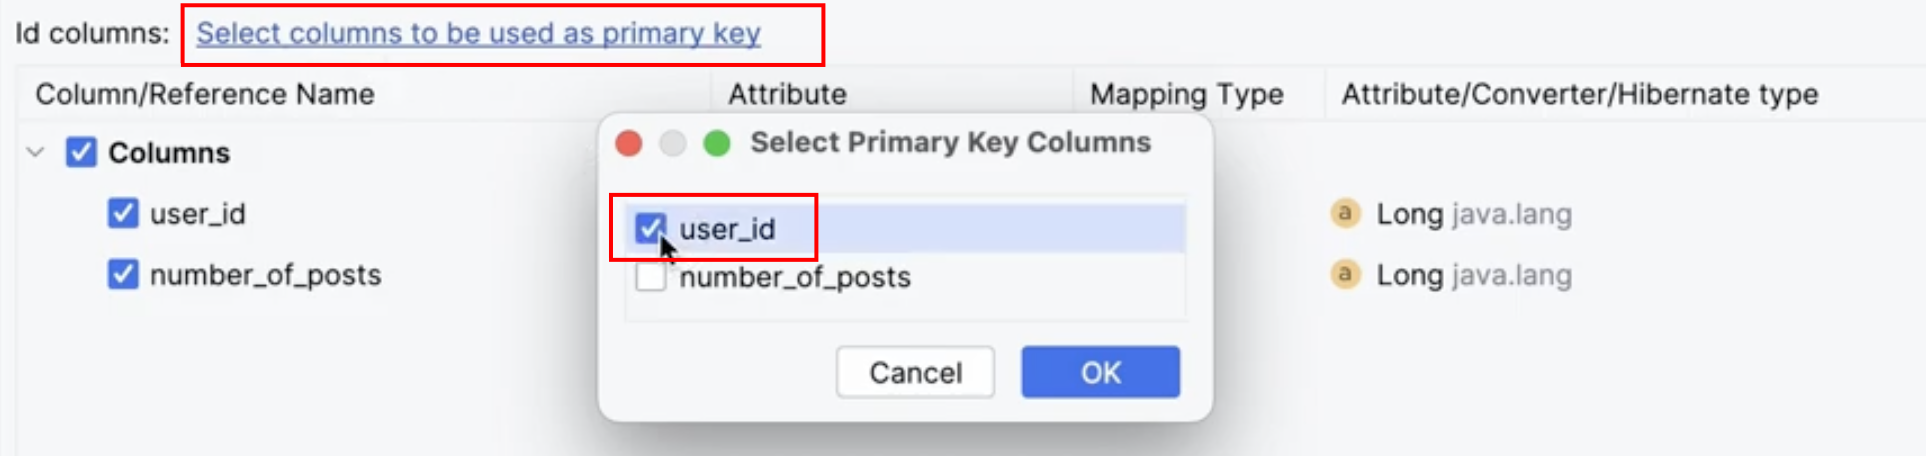 Id columns: Select columns to be used as primary key
Column/Reference Name Attribute Mapping Type Attribute/Converter/Hibernate type
Select Primary Key Columns
Columns
user_id
user_id
Long java.lang
number_of_posts
number_of_posts
Long java.lang
Cancel OK